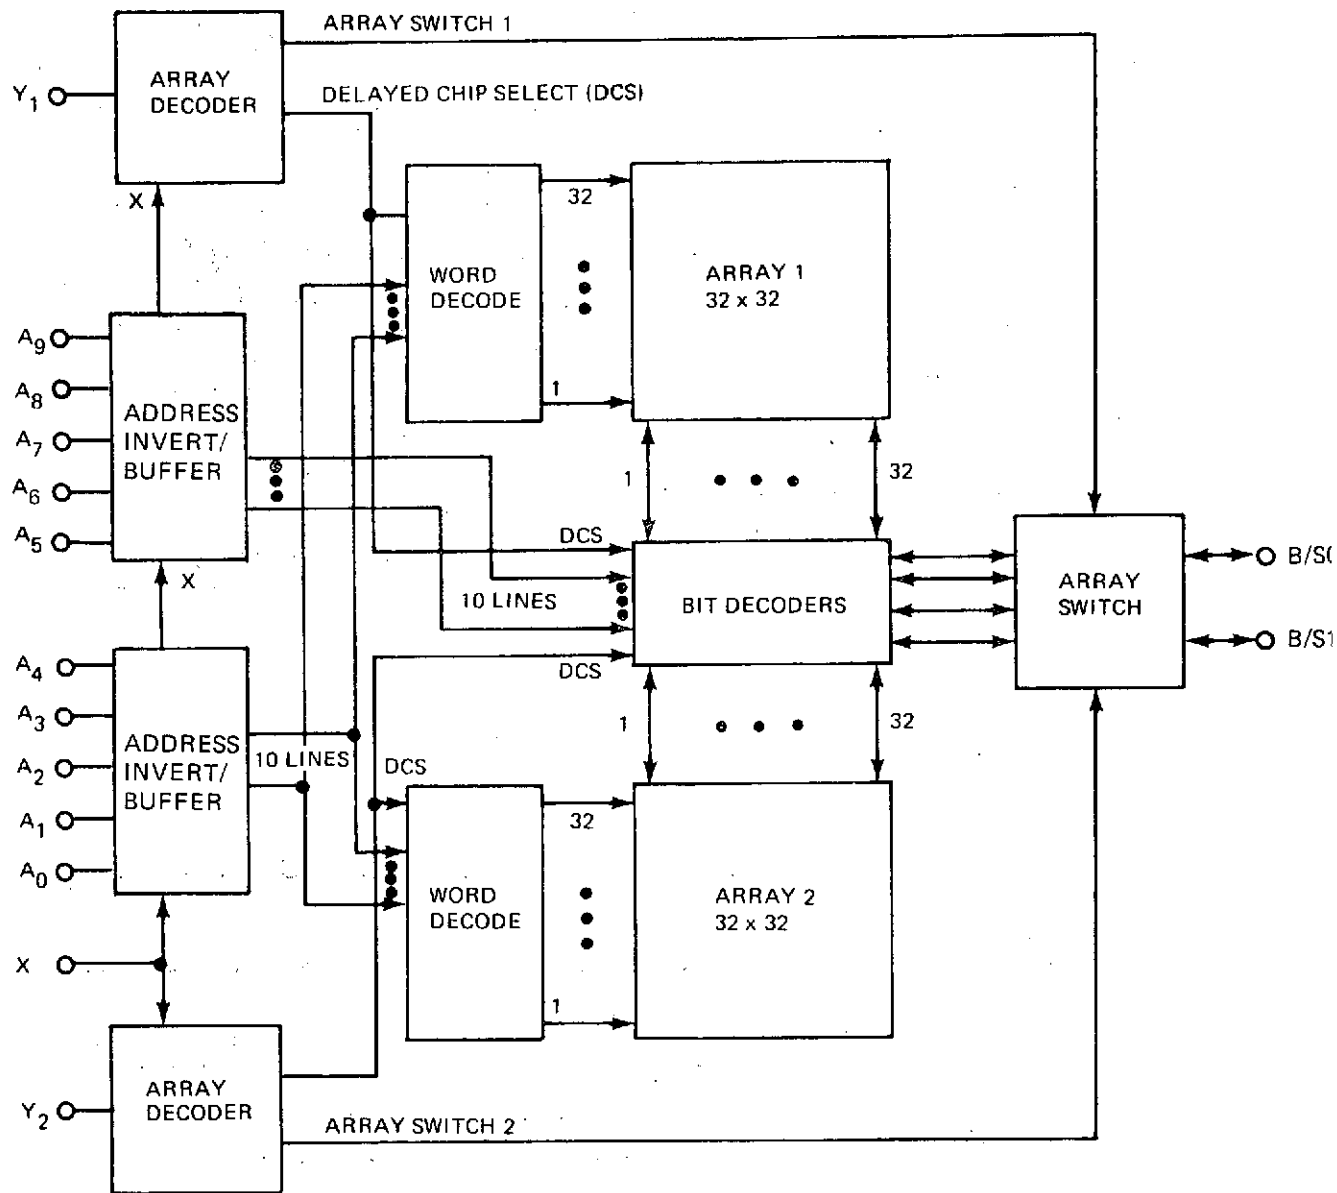 ARRAY SWITCH 1
ARRAY
DECODER
Y1
DELAYED CHIP SELECT (DCS)
X
32
WORD
DECODE
ARRAY 1
32 x 32
1
A9
A8
A7
A6
A5
ADDRESS
INVERT/
BUFFER
1
32
DCS
X
10 LINES
BIT DECODERS
ARRAY
SWITCH
B/S0
B/S1
DCS
A4
A3
A2
A1
A0
ADDRESS
INVERT/
BUFFER
10 LINES
1
32
DCS
32
WORD
DECODE
ARRAY 2
32 x 32
1
X
ARRAY
DECODER
Y2
ARRAY SWITCH 2